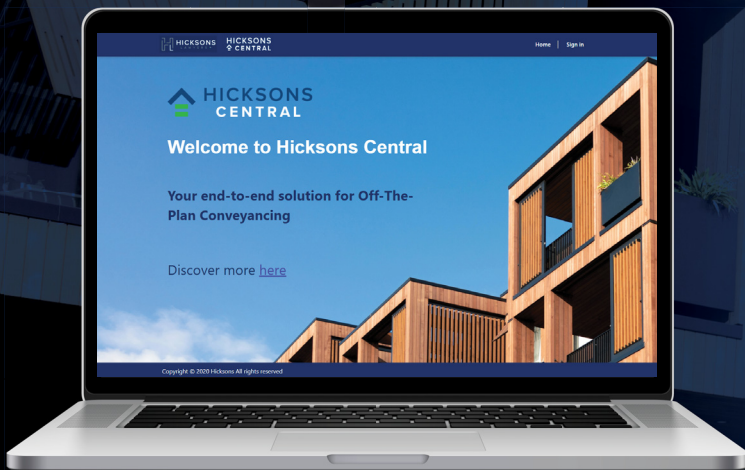 HICKSONS
HICKSONS
CENTRAL
Home | Sign in
HICKSONS
CENTRAL
Welcome to Hicksons Central
Your end-to-end solution for Off-The-
Plan Conveyancing
Discover more here
Copyright © 2020 Hicksons All rights reserved